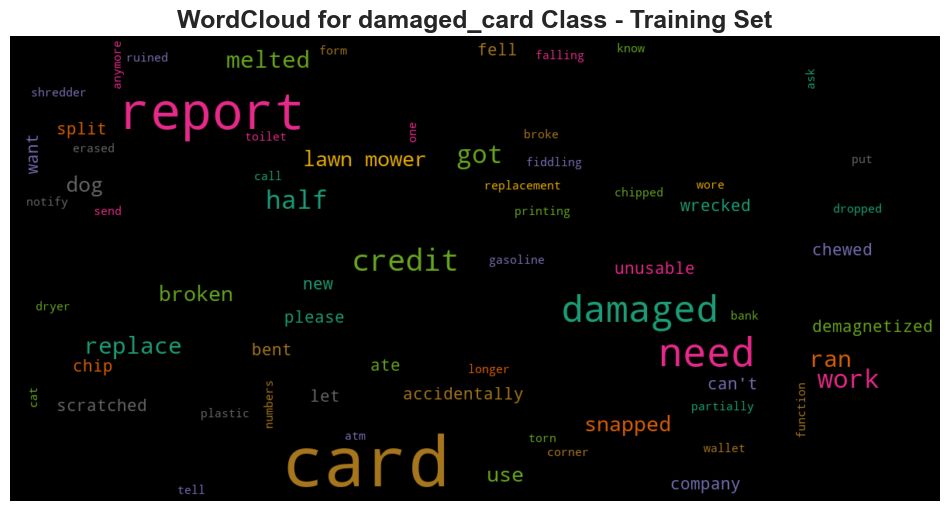 WordCloud for damaged_card Class - Training Set
anymore
ruined
melted
form
fell
falling
know
ask
shredder
report
split
toilet
one
broke
erased
want
lawn mower
got
fiddling
put
dog
call
half
replacement
chipped
wore
notify
send
printing
wrecked
dropped
credit
gasoline
unusable
chewed
broken
new
dryer
please
damaged
bank
demagnetized
replace
bent
need
ran
chip
ate
longer
work
cat
scratched
plastic
numbers
let
accidentally
can't
partially
function
snapped
card
atm
torn
corner
wallet
use
company
tell